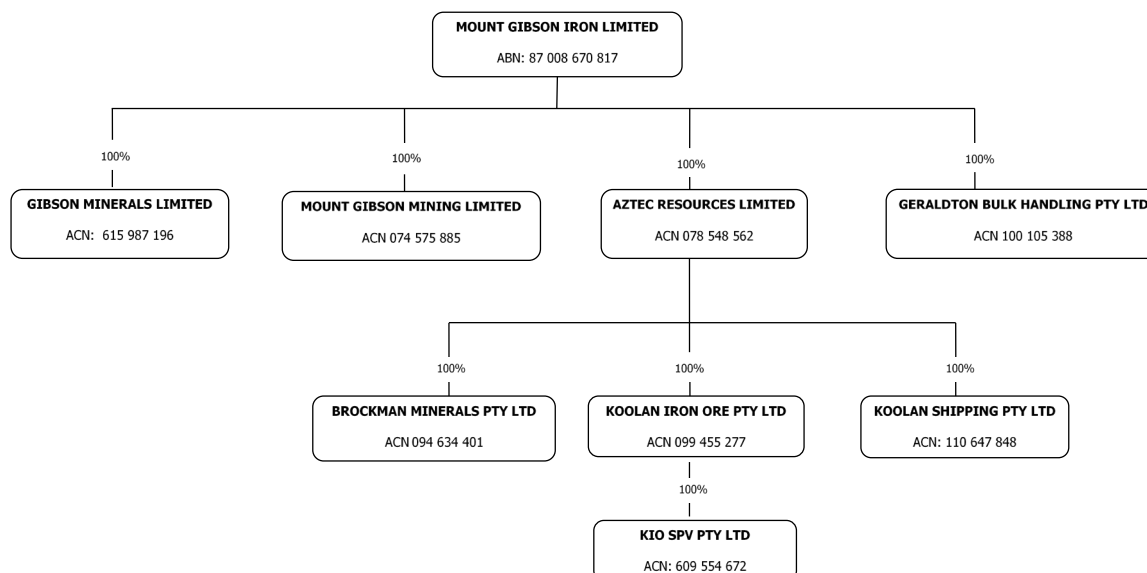 MOUNT GIBSON IRON LIMITED
ABN: 87 008 670 817
100%
100%
100%
100%
GIBSON MINERALS LIMITED
ACN: 615 987 196
MOUNT GIBSON MINING LIMITED
ACN 074 575 885
AZTEC RESOURCES LIMITED
ACN 078 548 562
GERALDTON BULK HANDLING PTY LTD
ACN 100 105 388
100%
100%
100%
BROCKMAN MINERALS PTY LTD
ACN 094 634 401
KOOLAN IRON ORE PTY LTD
ACN 099 455 277
KOOLAN SHIPPING PTY LTD
ACN: 110 647 848
100%
KIO SPV PTY LTD
ACN: 609 554 672